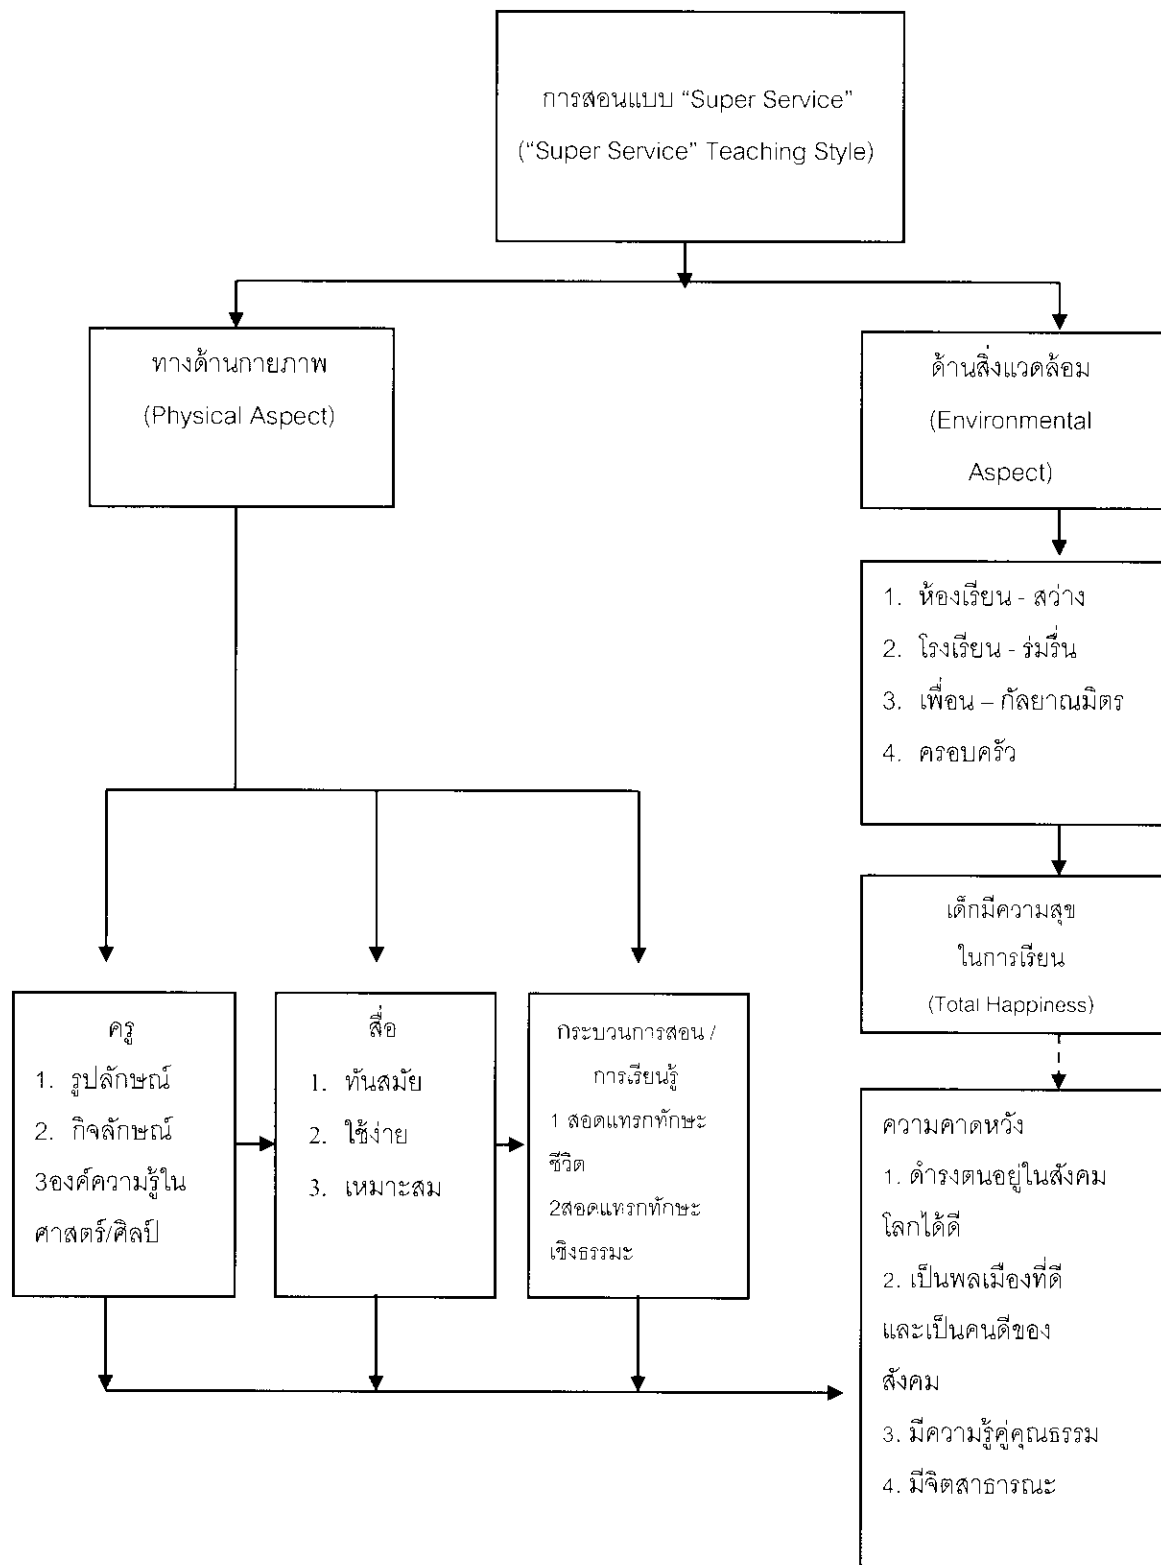 การสอนแบบ “Super Service”
(“Super Service” Teaching Style)
ทางด้านกายภาพ
(Physical Aspect)
ด้านสิ่งแวดล้อม
(Environmental
Aspect)
1. ห้องเรียน - สว่าง
2. โรงเรียน - ร่มรื่น
3. เพื่อน – กัลยาณมิตร
4. ครอบครัว
เด็กมีความสุข
ในการเรียน
(Total Happiness)
ครู
1. รูปลักษณ์
2. กิจลักษณ์
3องค์ความรู้ใน
ศาสตร์/ศิลป์
สื่อ
1. ทันสมัย
2. ใช้ง่าย
3. เหมาะสม
กระบวนการสอน /
การเรียนรู้
1 สอดแทรกทักษะ
ชีวิต
2สอดแทรกทักษะ
เชิงธรรมะ
ความคาดหวัง
1. ดำรงตนอยู่ในสังคม
โลกได้ดี
2. เป็นพลเมืองที่ดี
และเป็นคนดีของ
สังคม
3. มีความรู้คู่คุณธรรม
4. มีจิตสาธารณะ